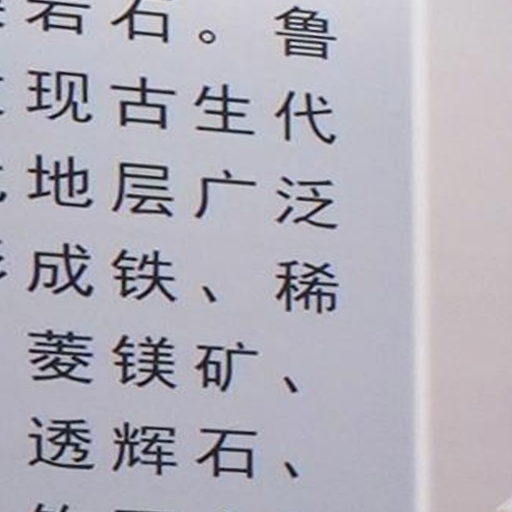 岩石。鲁
现古生代
地层广泛
成铁、稀
菱镁矿、
透辉石、